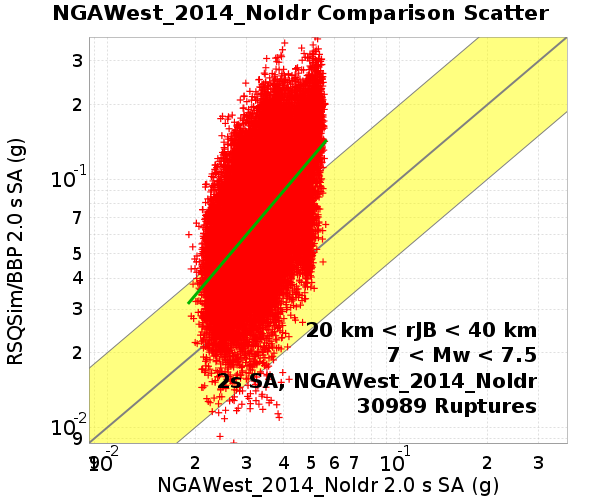 NGAWest_2014_NoIdr Comparison Scatter
RSQSim/BBP 2.0 s SA (g)
3
2
10-1
7
5
4
3
2
10-2
9
20 km < rJB < 40 km
7 < Mw < 7.5
2s SA, NGAWest_2014_NoIdr
30989 Ruptures
9 10-2 2 3 4 5 6 7 10-1 2 3
NGAWest_2014_NoIdr 2.0 s SA (g)